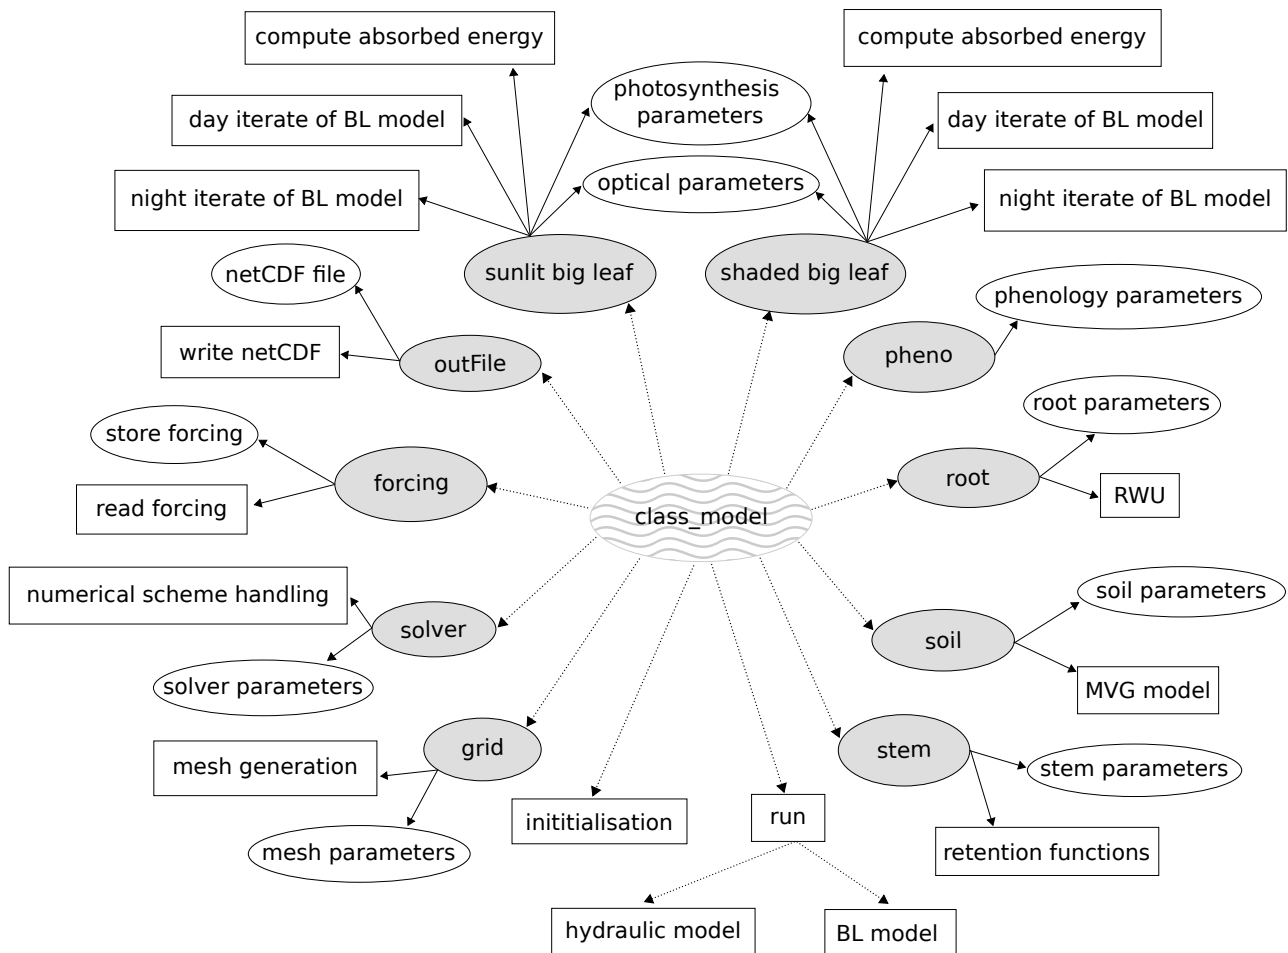 compute absorbed energy
compute absorbed energy
photosynthesis
parameters
day iterate of BL model
day iterate of BL model
optical parameters
night iterate of BL model
night iterate of BL model
netCDF file
sunlit big leaf
shaded big leaf
phenology parameters
write netCDF
outFile
pheno
root parameters
store forcing
forcing
root
read forcing
RWU
class_model
numerical scheme handling
soil parameters
solver
soil
solver parameters
MVG model
grid
stem
mesh generation
stem parameters
inititialisation
run
mesh parameters
retention functions
hydraulic model
BL model